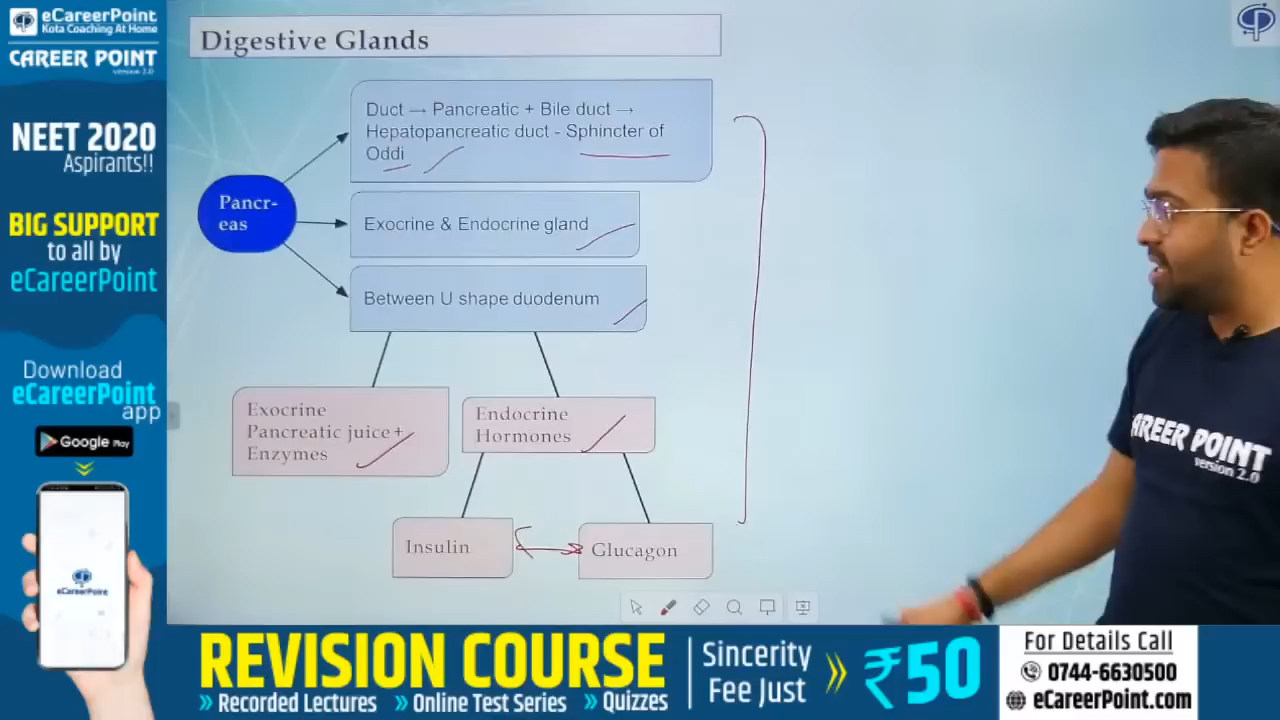 eCareerPoint
Kota Coaching At Home
CAREER POINT
version 2.0
NEET 2020
Aspirants!!
BIG SUPPORT
to all by
eCareerPoint
Download
eCareerPoint
app
Google Play
eCareerPoint
Digestive Glands
Duct → Pancreatic + Bile duct →
Hepatopancreatic duct - Sphincter of
Oddi
Pancr-
eas
Exocrine & Endocrine gland
Between U shape duodenum
Exocrine
Pancreatic juice+
Enzymes
Endocrine
Hormones
Insulin
Glucagon
CAREER POINT
version 2.0
REVISION COURSE
» Recorded Lectures » Online Test Series » Quizzes
Sincerity
Fee Just
» ₹50
For Details Call
0744-6630500
eCareerPoint.com